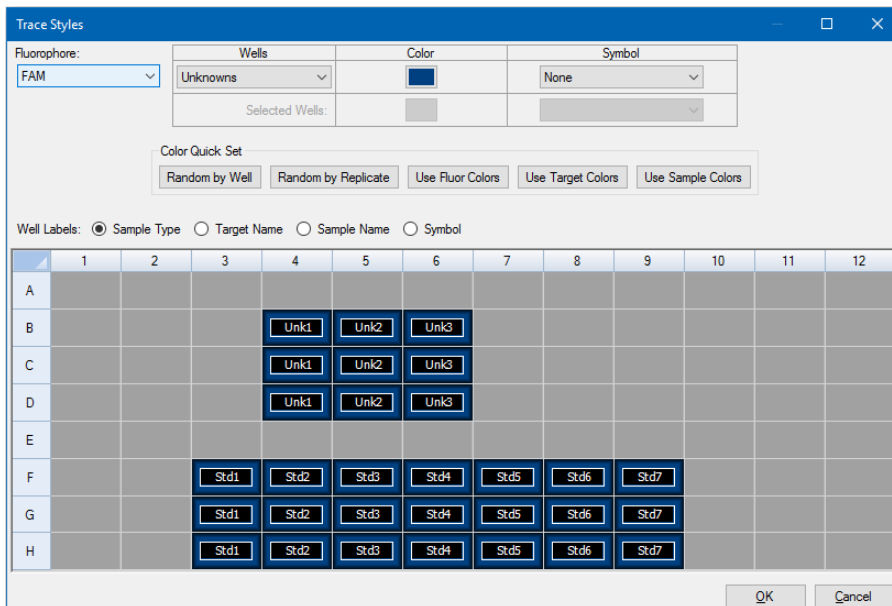 Trace Styles
Fluorophore:
FAM
Wells Color Symbol
Unknowns None
Selected Wells:
Color Quick Set
Random by Well Random by Replicate Use Fluor Colors Use Target Colors Use Sample Colors
Well Labels: Sample Type Target Name Sample Name Symbol
1 2 3 4 5 6 7 8 9 10 11 12
A
B Unk1 Unk2 Unk3
C Unk1 Unk2 Unk3
D Unk1 Unk2 Unk3
E
F Std1 Std2 Std3 Std4 Std5 Std6 Std7
G Std1 Std2 Std3 Std4 Std5 Std6 Std7
H Std1 Std2 Std3 Std4 Std5 Std6 Std7
OK Cancel